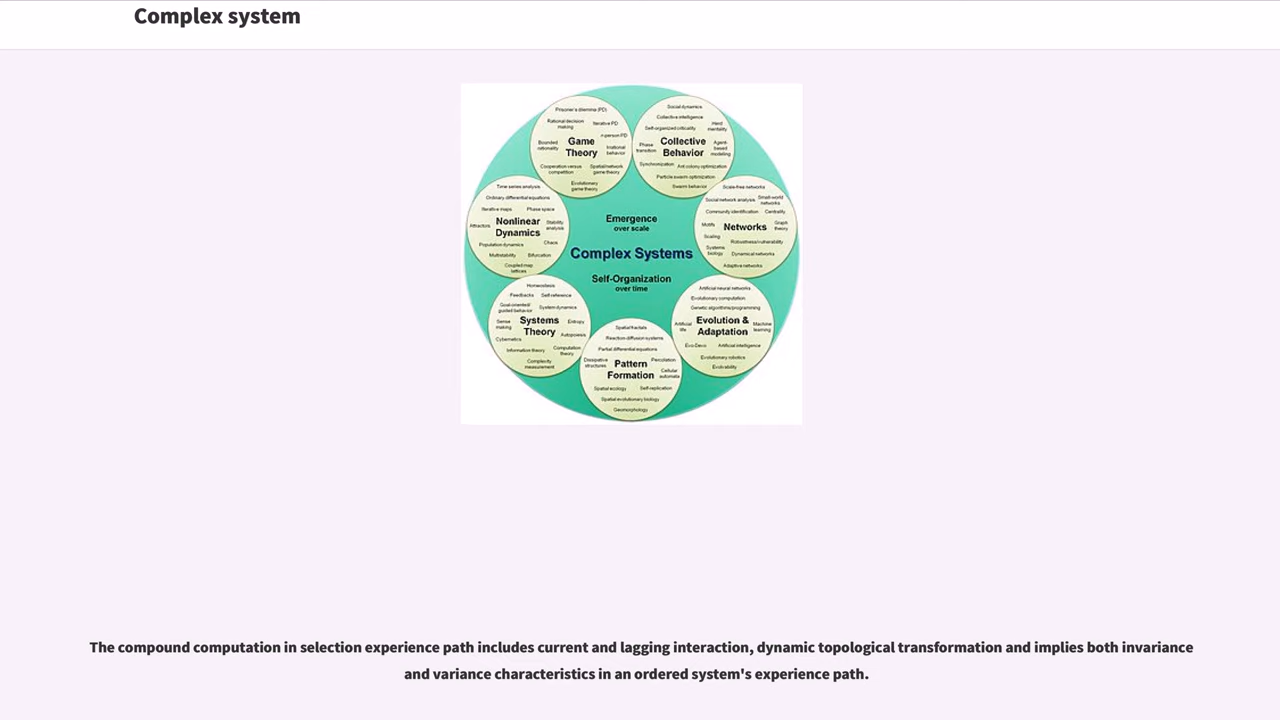 Complex system
Prisoner's dilemma (PD)
Rational decision
making
Iterative PD
n-person PD
Bounded
rationality
Game
Theory
Irrational
behavior
Cooperation versus
competition
Spatial/network
game theory
Evolutionary
game theory
Social dynamics
Collective intelligence
Self-organized criticality
Herd
mentality
Phase
transition
Collective
Behavior
Agent-
based
modeling
Synchronization
Ant colony optimization
Particle swarm optimization
Swarm behavior
Time series analysis
Ordinary differential equations
Iterative maps
Phase space
Attractors
Nonlinear
Dynamics
Stability
analysis
Population dynamics
Chaos
Multistability
Bifurcation
Coupled map
lattices
Emergence
over scale
Complex Systems
Self-Organization
over time
Scale-free networks
Social network analysis
Small-world
networks
Community identification
Centrality
Motifs
Networks
Graph
theory
Scaling
Robustness/vulnerability
Systems
biology
Dynamical networks
Adaptive networks
Homeostasis
Feedbacks
Self-reference
Goal-oriented/
guided behavior
System dynamics
Sense
making
Systems
Theory
Entropy
Cybernetics
Autopoiesis
Information theory
Computation
theory
Complexity
measurement
Spatial fractals
Reaction-diffusion systems
Partial differential equations
Dissipative
structures
Pattern
Formation
Percolation
Cellular
automata
Spatial ecology
Self-replication
Spatial evolutionary biology
Geomorphology
Artificial neural networks
Evolutionary computation
Genetic algorithms/programming
Artificial
life
Evolution &
Adaptation
Machine
learning
Evo-Devo
Artificial intelligence
Evolutionary robotics
Evolvability
The compound computation in selection experience path includes current and lagging interaction, dynamic topological transformation and implies both invariance
and variance characteristics in an ordered system's experience path.